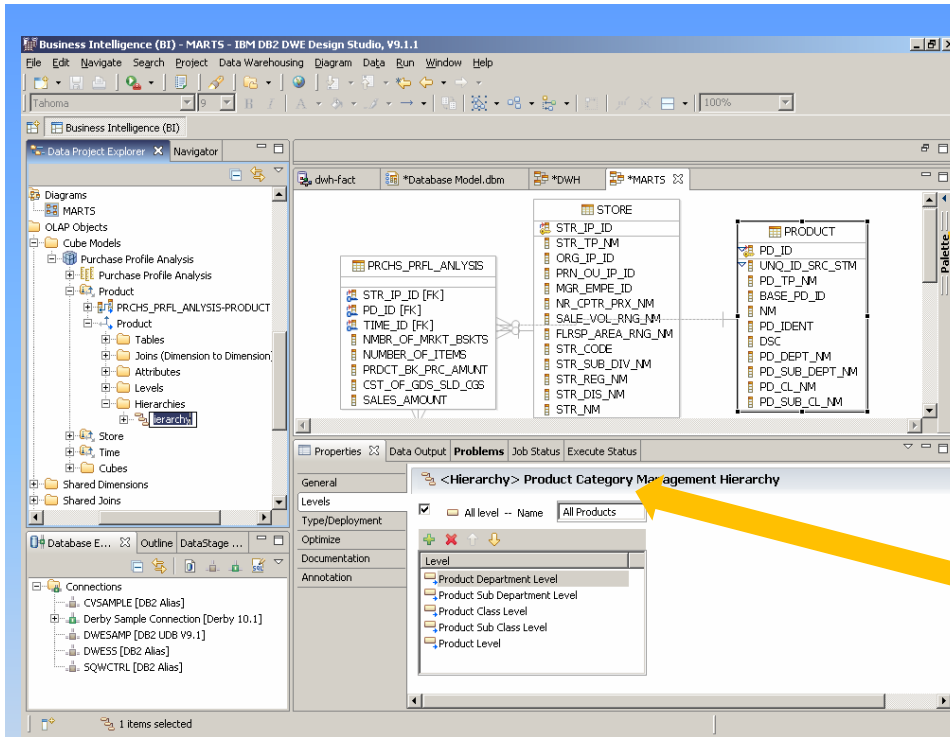 Business Intelligence (BI) - MARTS - IBM DB2 DWE Design Studio, V9.1.1
File Edit Navigate Search Project Data Warehousing Diagram Data Run Window Help
Tahoma 9 B I A 100%
Business Intelligence (BI)
Data Project Explorer Navigator
Diagrams
MARTS
OLAP Objects
Cube Models
Purchase Profile Analysis
Purchase Profile Analysis
Product
PRCHS_PRFL_ANLYSIS-PRODUCT
Product
Tables
Joins (Dimension to Dimension)
Attributes
Levels
Hierarchies
ierarchy
Store
Time
Cubes
Shared Dimensions
Shared Joins
dwh-fact *Database Model.dbm *DWH *MARTS
PRCHS_PRFL_ANLYSIS
STR_IP_ID [FK]
PD_ID [FK]
TIME_ID [FK]
NMBR_OF_MRKT_BSKTS
NUMBER_OF_ITEMS
PRDCT_BK_PRC_AMUNT
CST_OF_GDS_SLD_CGS
SALES_AMOUNT
STORE
STR_IP_ID
STR_TP_NM
ORG_IP_ID
PRN_OU_IP_ID
MGR_EMPE_ID
NR_CPTR_PRX_NM
SALE_VOL_RNG_NM
FLRSP_AREA_RNG_NM
STR_CODE
STR_SUB_DIV_NM
STR_REG_NM
STR_DIS_NM
STR_NM
PRODUCT
PD_ID
UNQ_ID_SRC_STM
PD_TP_NM
BASE_PD_ID
NM
PD_IDENT
DSC
PD_DEPT_NM
PD_SUB_DEPT_NM
PD_CL_NM
PD_SUB_CL_NM
Palette
Database E... Outline DataStage ...
Connections
CVSAMPLE [DB2 Alias]
Derby Sample Connection [Derby 10.1]
DWESAMP [DB2 UDB V9.1]
DWESS [DB2 Alias]
SQWCTRL [DB2 Alias]
Properties Data Output Problems Job Status Execute Status
General
Levels
Type/Deployment
Optimize
Documentation
Annotation
<Hierarchy> Product Category Management Hierarchy
All level -- Name All Products
Level
Product Department Level
Product Sub Department Level
Product Class Level
Product Sub Class Level
Product Level
1 items selected